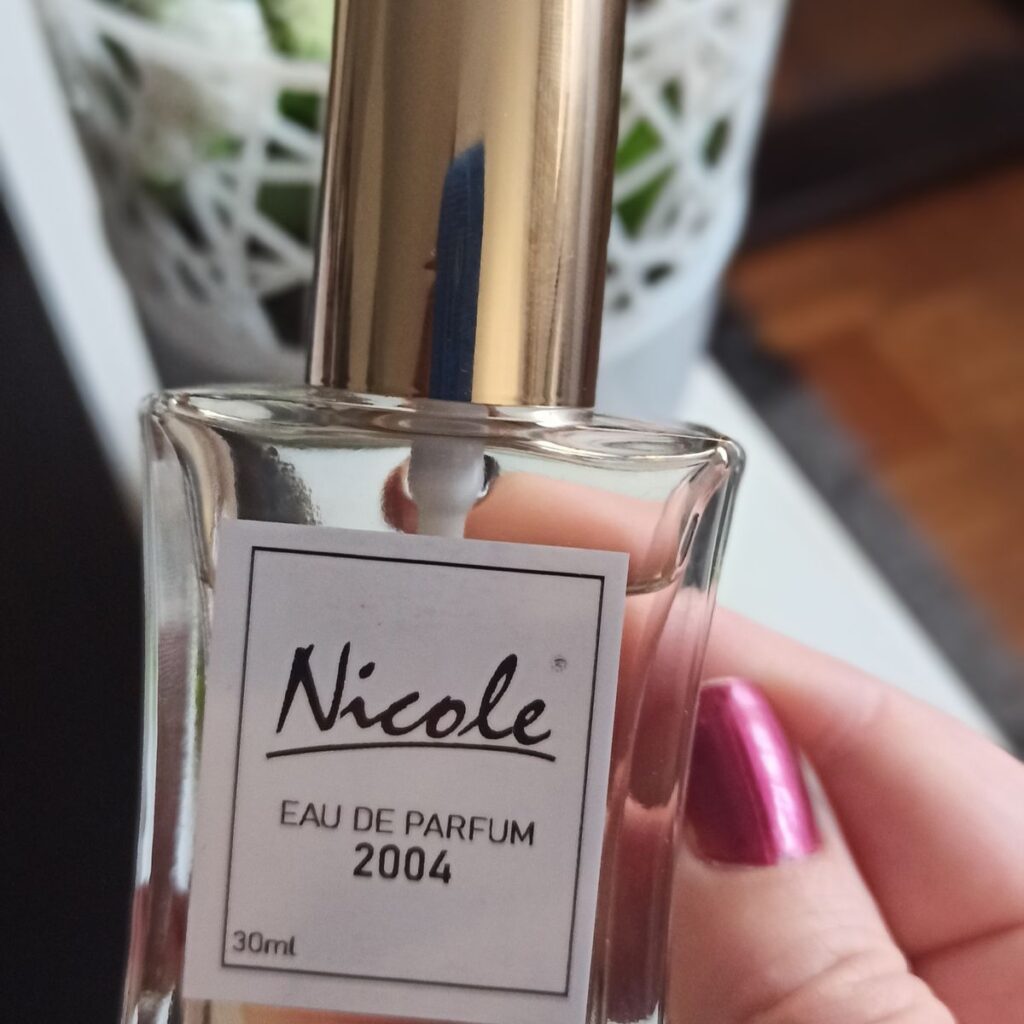 Nicole®
EAU DE PARFUM
2004
30ml